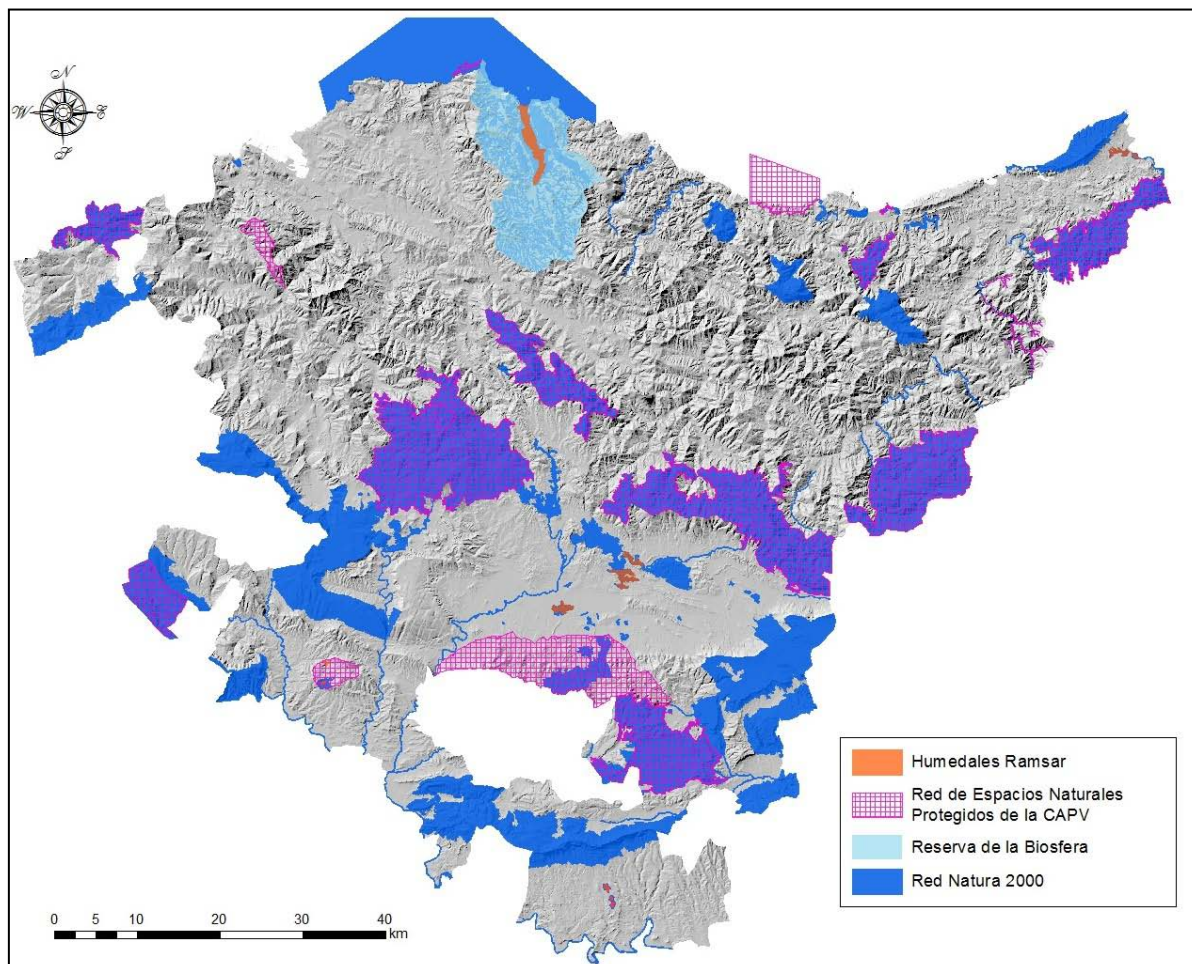 N
W E
S
Humedales Ramsar
Red de Espacios Naturales
Protegidos de la CAPV
Reserva de la Biosfera
Red Natura 2000
0 5 10 20 30 40
km